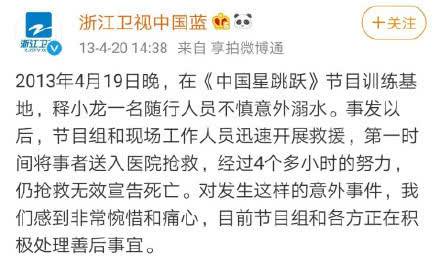 浙江卫视中国蓝
+关注
13-4-20 14:38 来自 享拍微博通
2013年4月19日晚，在《中国星跳跃》节目训练基
地，释小龙一名随行人员不慎意外溺水。事发以
后，节目组和现场工作人员迅速开展救援，第一时
间将事者送入医院抢救，经过4个多小时的努力，
仍抢救无效宣告死亡。对发生这样的意外事件，我
们感到非常惋惜和痛心，目前节目组和各方正在积
极处理善后事宜。